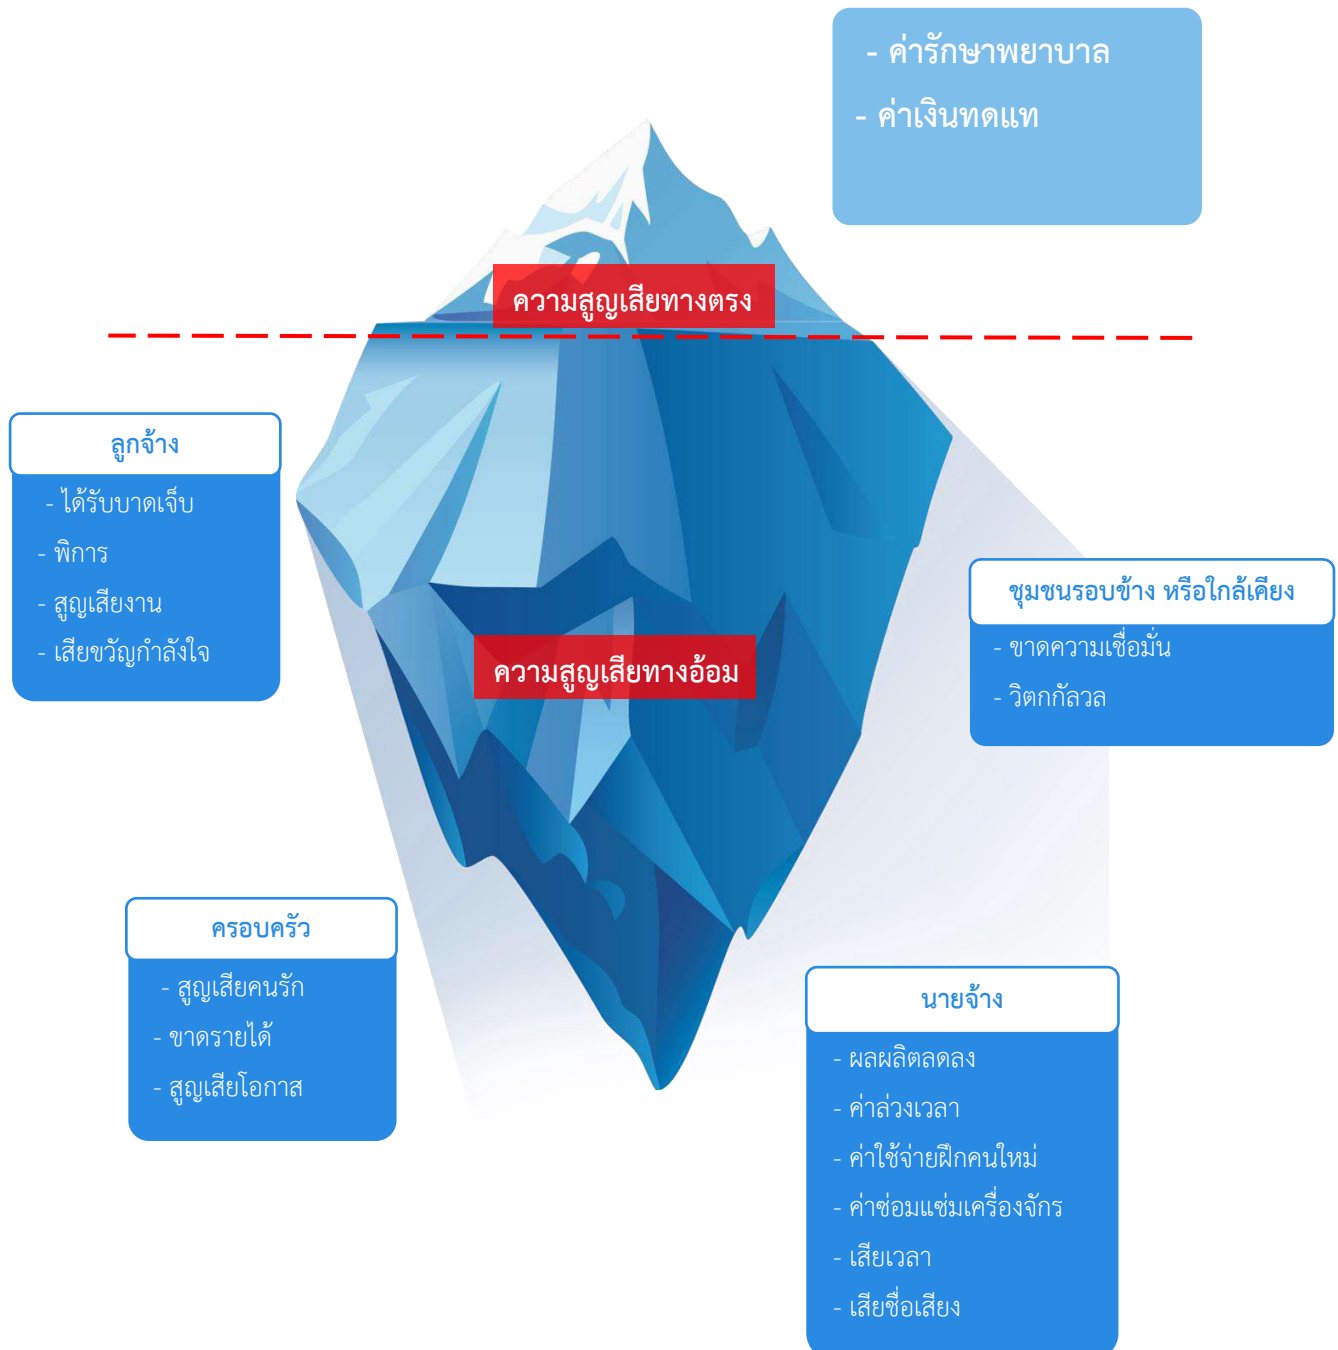 - ค่ารักษาพยาบาล
- ค่าเงินทดแท
ความสูญเสียทางตรง
ลูกจ้าง
- ได้รับบาดเจ็บ
- พิการ
- สูญเสียงาน
- เสียขวัญกำลังใจ
ชุมชนรอบข้าง หรือใกล้เคียง
- ขาดความเชื่อมั่น
- วิตกกัลวล
ความสูญเสียทางอ้อม
ครอบครัว
- สูญเสียคนรัก
- ขาดรายได้
- สูญเสียโอกาส
นายจ้าง
- ผลผลิตลดลง
- ค่าล่วงเวลา
- ค่าใช้จ่ายฝึกคนใหม่
- ค่าซ่อมแซ่มเครื่องจักร
- เสียเวลา
- เสียชื่อเสียง